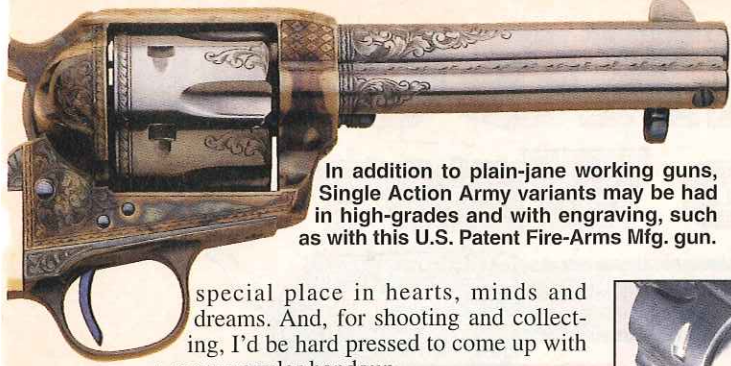 In addition to plain-jane working guns,
Single Action Army variants may be had
in high-grades and with engraving, such
as with this U.S. Patent Fire-Arms Mfg. gun.
special place in hearts, minds and
dreams. And, for shooting and collect-
ing, I'd be hard pressed to come up with
popular handgun